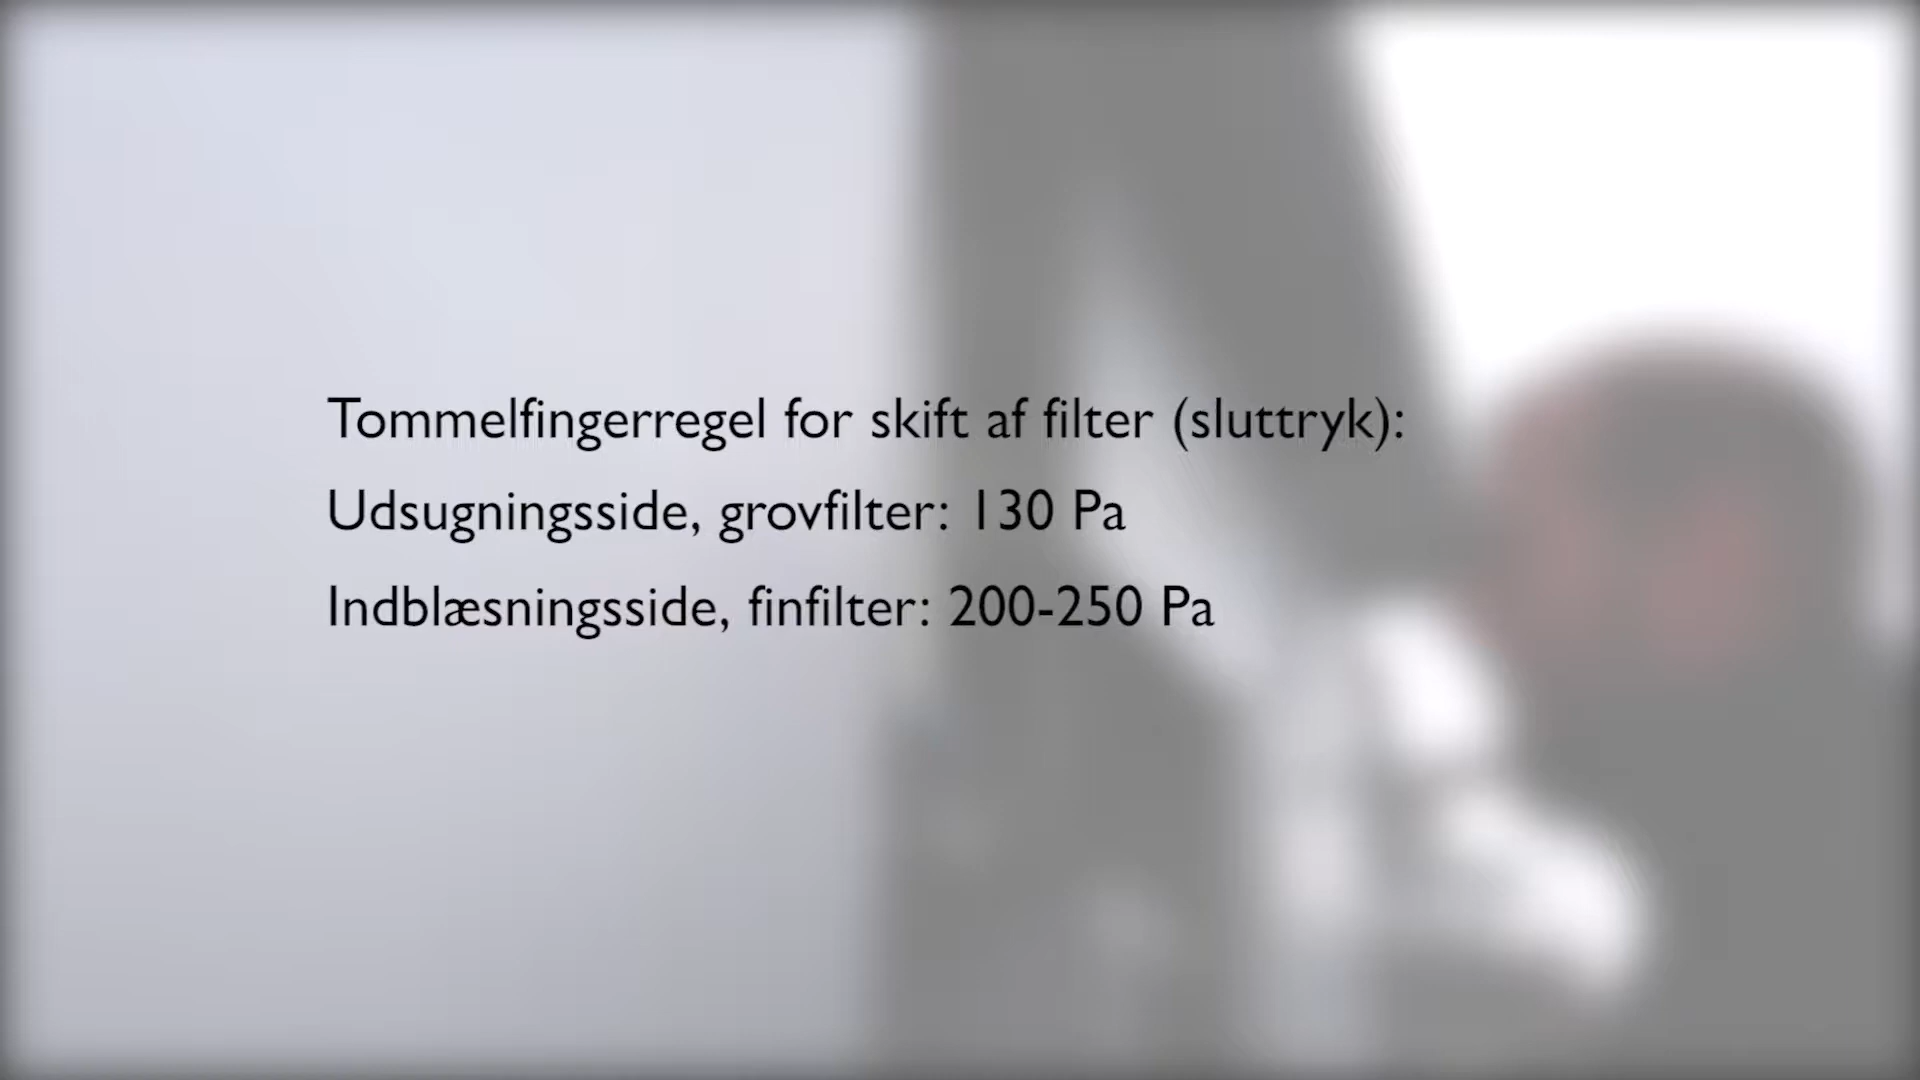 Tommelfingerregel for skift af filter (sluttryk):
Udsugningsside, grovfilter: 130 Pa
Indblæsningsside, finfilter: 200-250 Pa